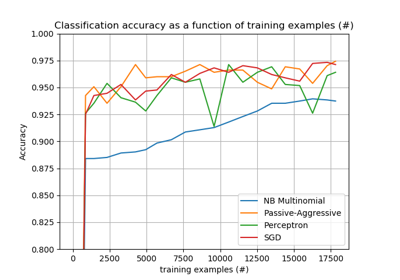 Classification accuracy as a function of training examples (#)
1.000
0.975
0.950
0.925
0.900
0.875
0.850
0.825
0.800
Accuracy
NB Multinomial
Passive-Aggressive
Perceptron
SGD
0 2500 5000 7500 10000 12500 15000 17500
training examples (#)